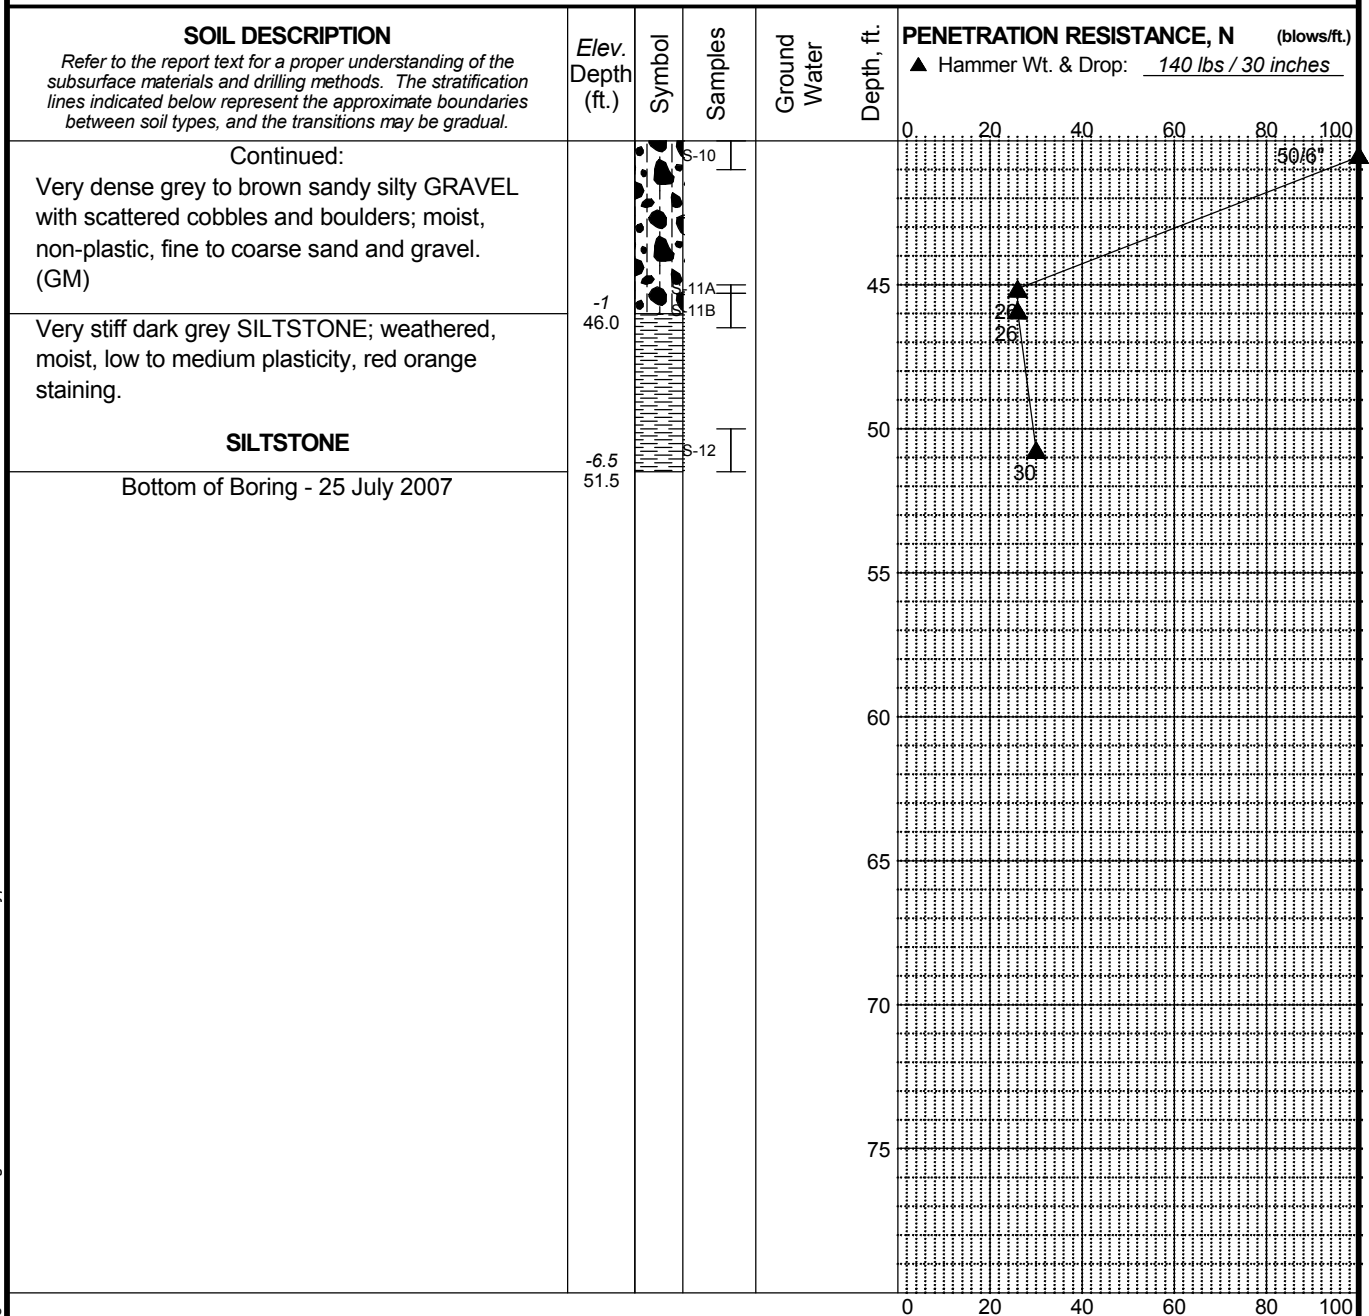 SOIL DESCRIPTION
Refer to the report text for a proper understanding of the
subsurface materials and drilling methods. The stratification
lines indicated below represent the approximate boundaries
between soil types, and the transitions may be gradual.
Elev.
Depth
(ft.)
Symbol
Samples
Ground
Water
Depth, ft.
PENETRATION RESISTANCE, N (blows/ft.)
▲ Hammer Wt. & Drop: 140 lbs / 30 inches
0 20 40 60 80 100
Continued:
Very dense grey to brown sandy silty GRAVEL
with scattered cobbles and boulders; moist,
non-plastic, fine to coarse sand and gravel.
(GM)
S-10
50/6"
45
S-11A
S-11B
-1
46.0
26
26
Very stiff dark grey SILTSTONE; weathered,
moist, low to medium plasticity, red orange
staining.
SILTSTONE
50
S-12
30
-6.5
51.5
Bottom of Boring - 25 July 2007
55
60
65
70
75
0 20 40 60 100